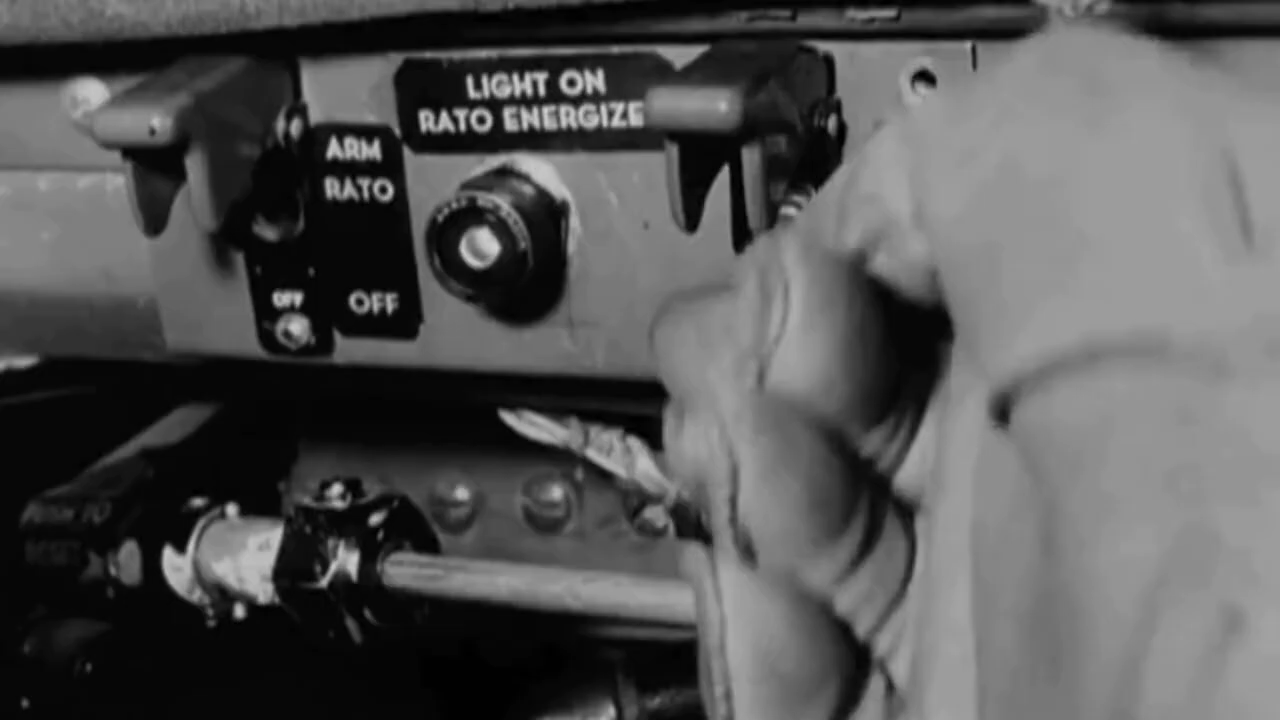 LIGHT ON
RATO ENERGIZE
ARM
RATO
OFF
OFF